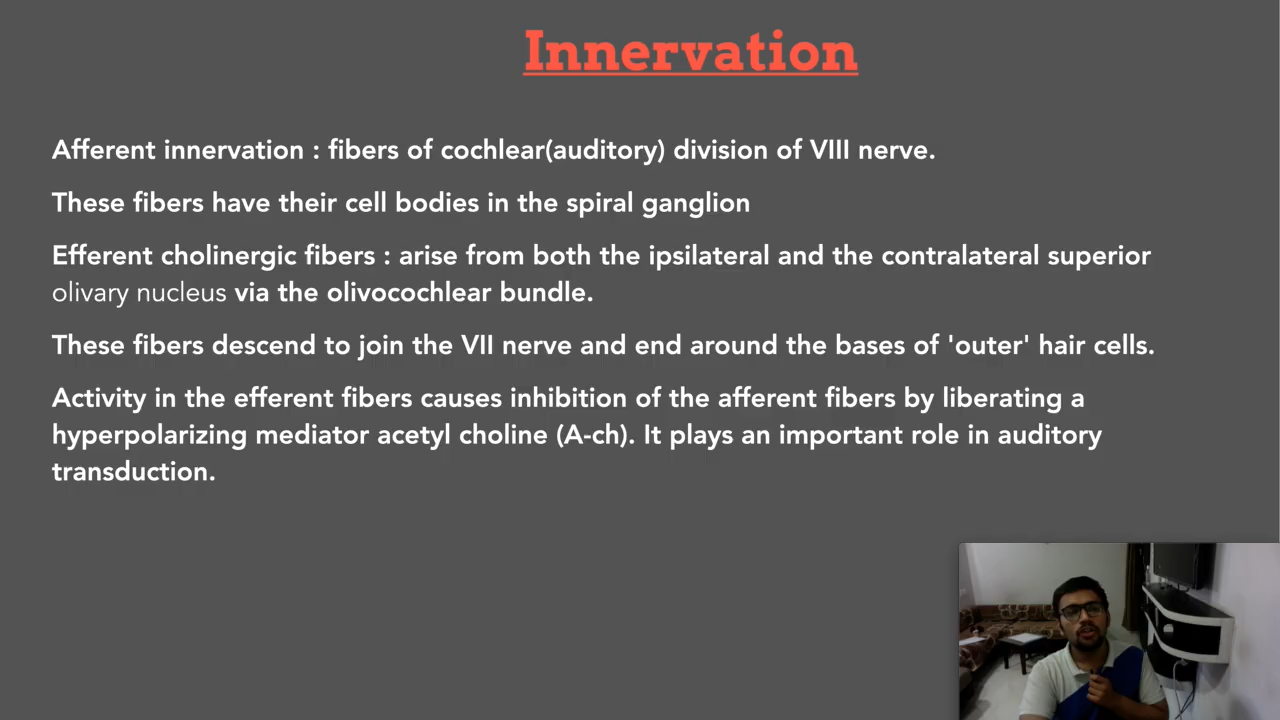 Innervation
Afferent innervation : fibers of cochlear(auditory) division of VIII nerve.
These fibers have their cell bodies in the spiral ganglion
Efferent cholinergic fibers : arise from both the ipsilateral and the contralateral superior
olivary nucleus via the olivocochlear bundle.
These fibers descend to join the VII nerve and end around the bases of 'outer' hair cells.
Activity in the efferent fibers causes inhibition of the afferent fibers by liberating a
hyperpolarizing mediator acetyl choline (A-ch). It plays an important role in auditory
transduction.